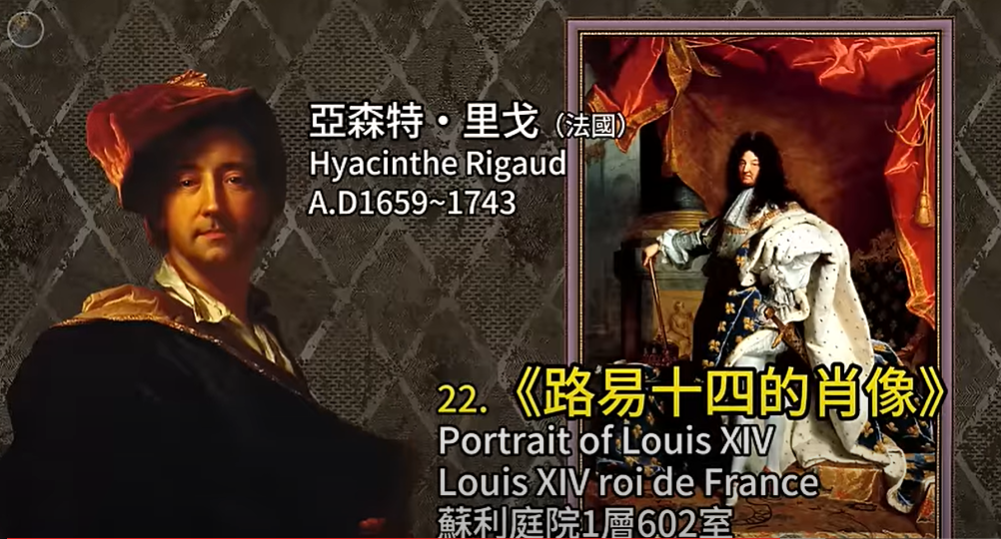 亞森特・里戈（法國）
Hyacinthe Rigaud
A.D1659~1743
22.《路易十四的肖像》
Portrait of Louis XIV
Louis XIV roi de France
蘇利庭院1層602室